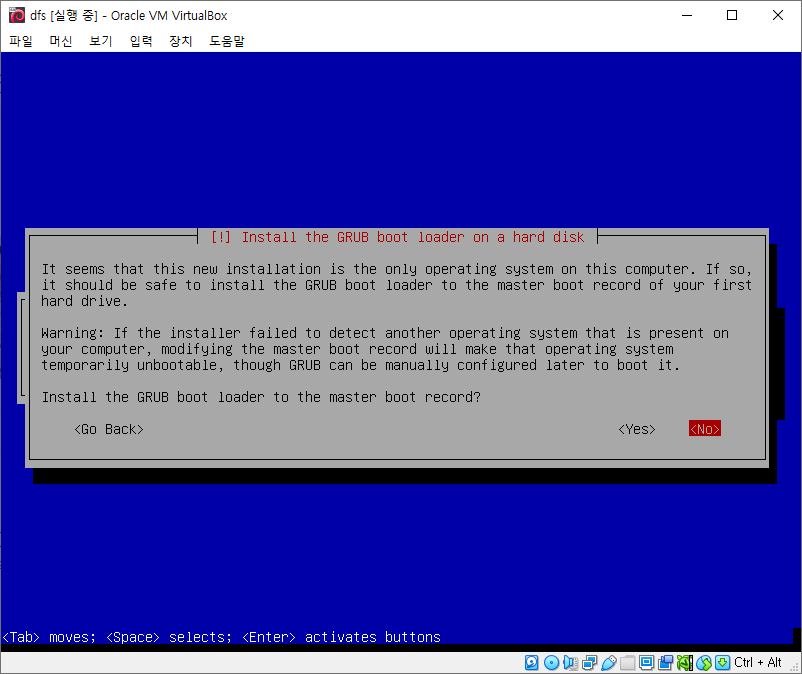 dfs [실행 중] - Oracle VM VirtualBox
파일 머신 보기 입력 장치 도움말
[!] Install the GRUB boot loader on a hard disk
It seems that this new installation is the only operating system on this computer. If so,
it should be safe to install the GRUB boot loader to the master boot record of your first
hard drive.
Warning: If the installer failed to detect another operating system that is present on
your computer, modifying the master boot record will make that operating system
temporarily unbootable, though GRUB can be manually configured later to boot it.
Install the GRUB boot loader to the master boot record?
<Go Back> <Yes> <No>
<Tab> moves; <Space> selects; <Enter> activates buttons
Ctrl + Alt